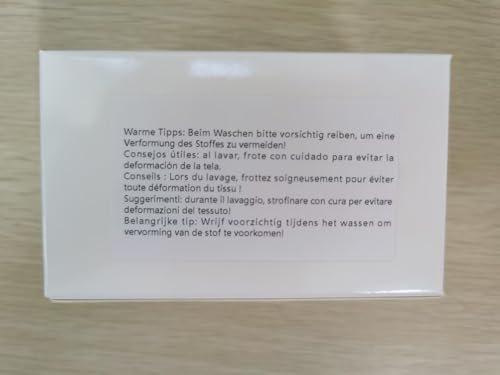 Warme Tipps: Beim Waschen bitte vorsichtig reiben, um eine
Verformung des Stoffes zu vermeiden!
Consejos útiles: al lavar, frote con cuidado para evitar la
deformación de la tela.
Conseils : Lors du lavage, frottez soigneusement pour éviter
toute déformation du tissu !
Suggerimenti: durante il lavaggio, strofinare con cura per evitare
deformazioni del tessuto!
Belangrijke tip: Wrijf voorzichtig tijdens het wassen om
vervorming van de stof te voorkomen!